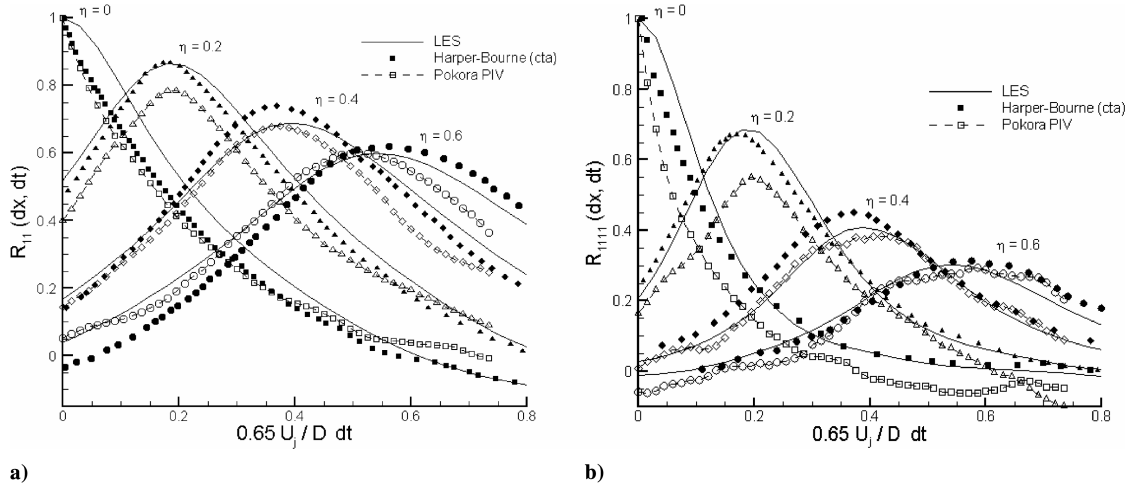 η = 0
η = 0.2
η = 0.4
η = 0.6
LES
Harper-Bourne (cta)
Pokora PIV
1
0.8
0.6
0.4
0.2
0
R111 (dx, dt)
0 0.2 0.4 0.6 0.8
0.65 Uj / D dt
a)
η = 0
η = 0.2
η = 0.4
η = 0.6
LES
Harper-Bourne (cta)
Pokora PIV
1
0.8
0.6
0.4
0.2
0
R1111 (dx, dt)
0 0.2 0.4 0.6 0.8
0.65 Uj / D dt
b)